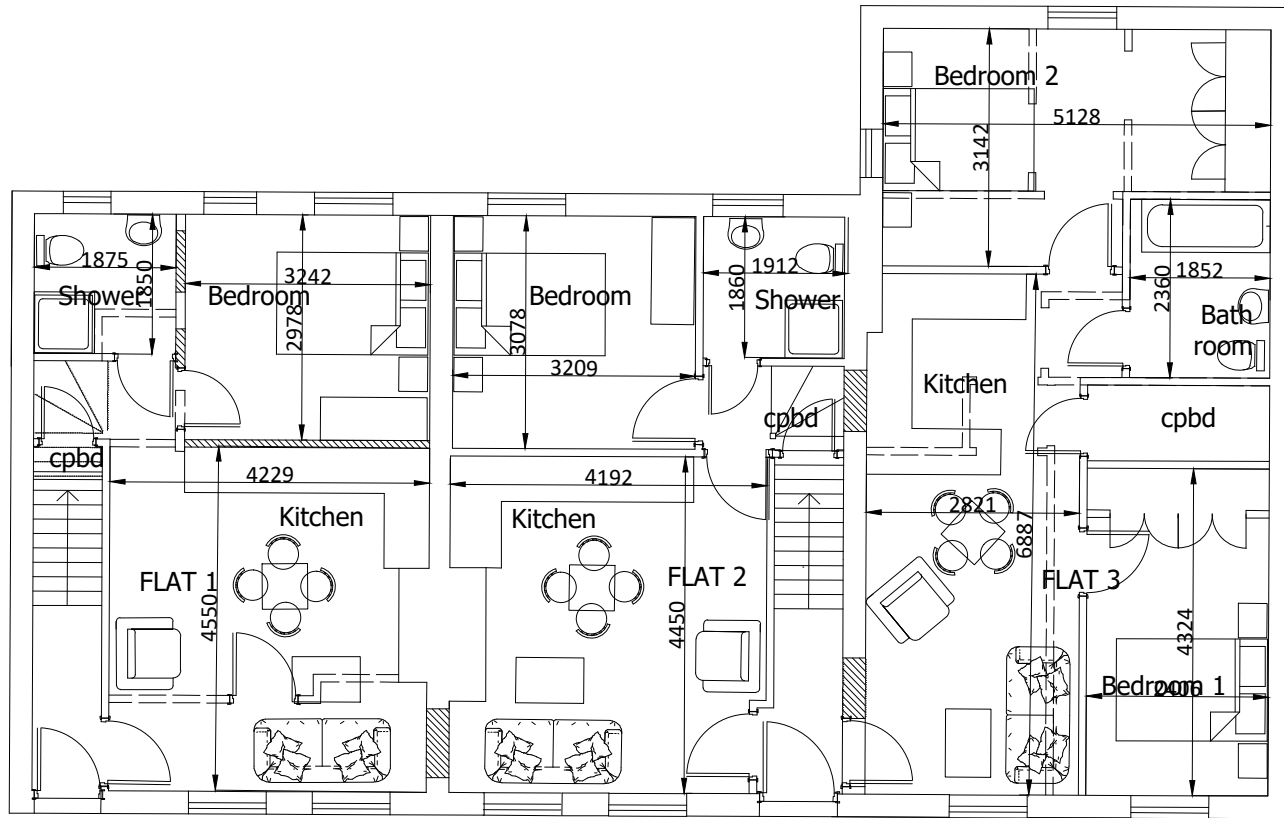 Bedroom 2
5128
3142
1875
1850
Shower
3242
Bedroom
2978
Bedroom
3078
3209
1912
1860
Shower
1852
2360
Bath
room
Kitchen
cpbd
cpbd
cpbd
4229
Kitchen
4192
Kitchen
2821
6887
FLAT 1
4550
FLAT 2
4450
FLAT 3
4324
Bedroom 1